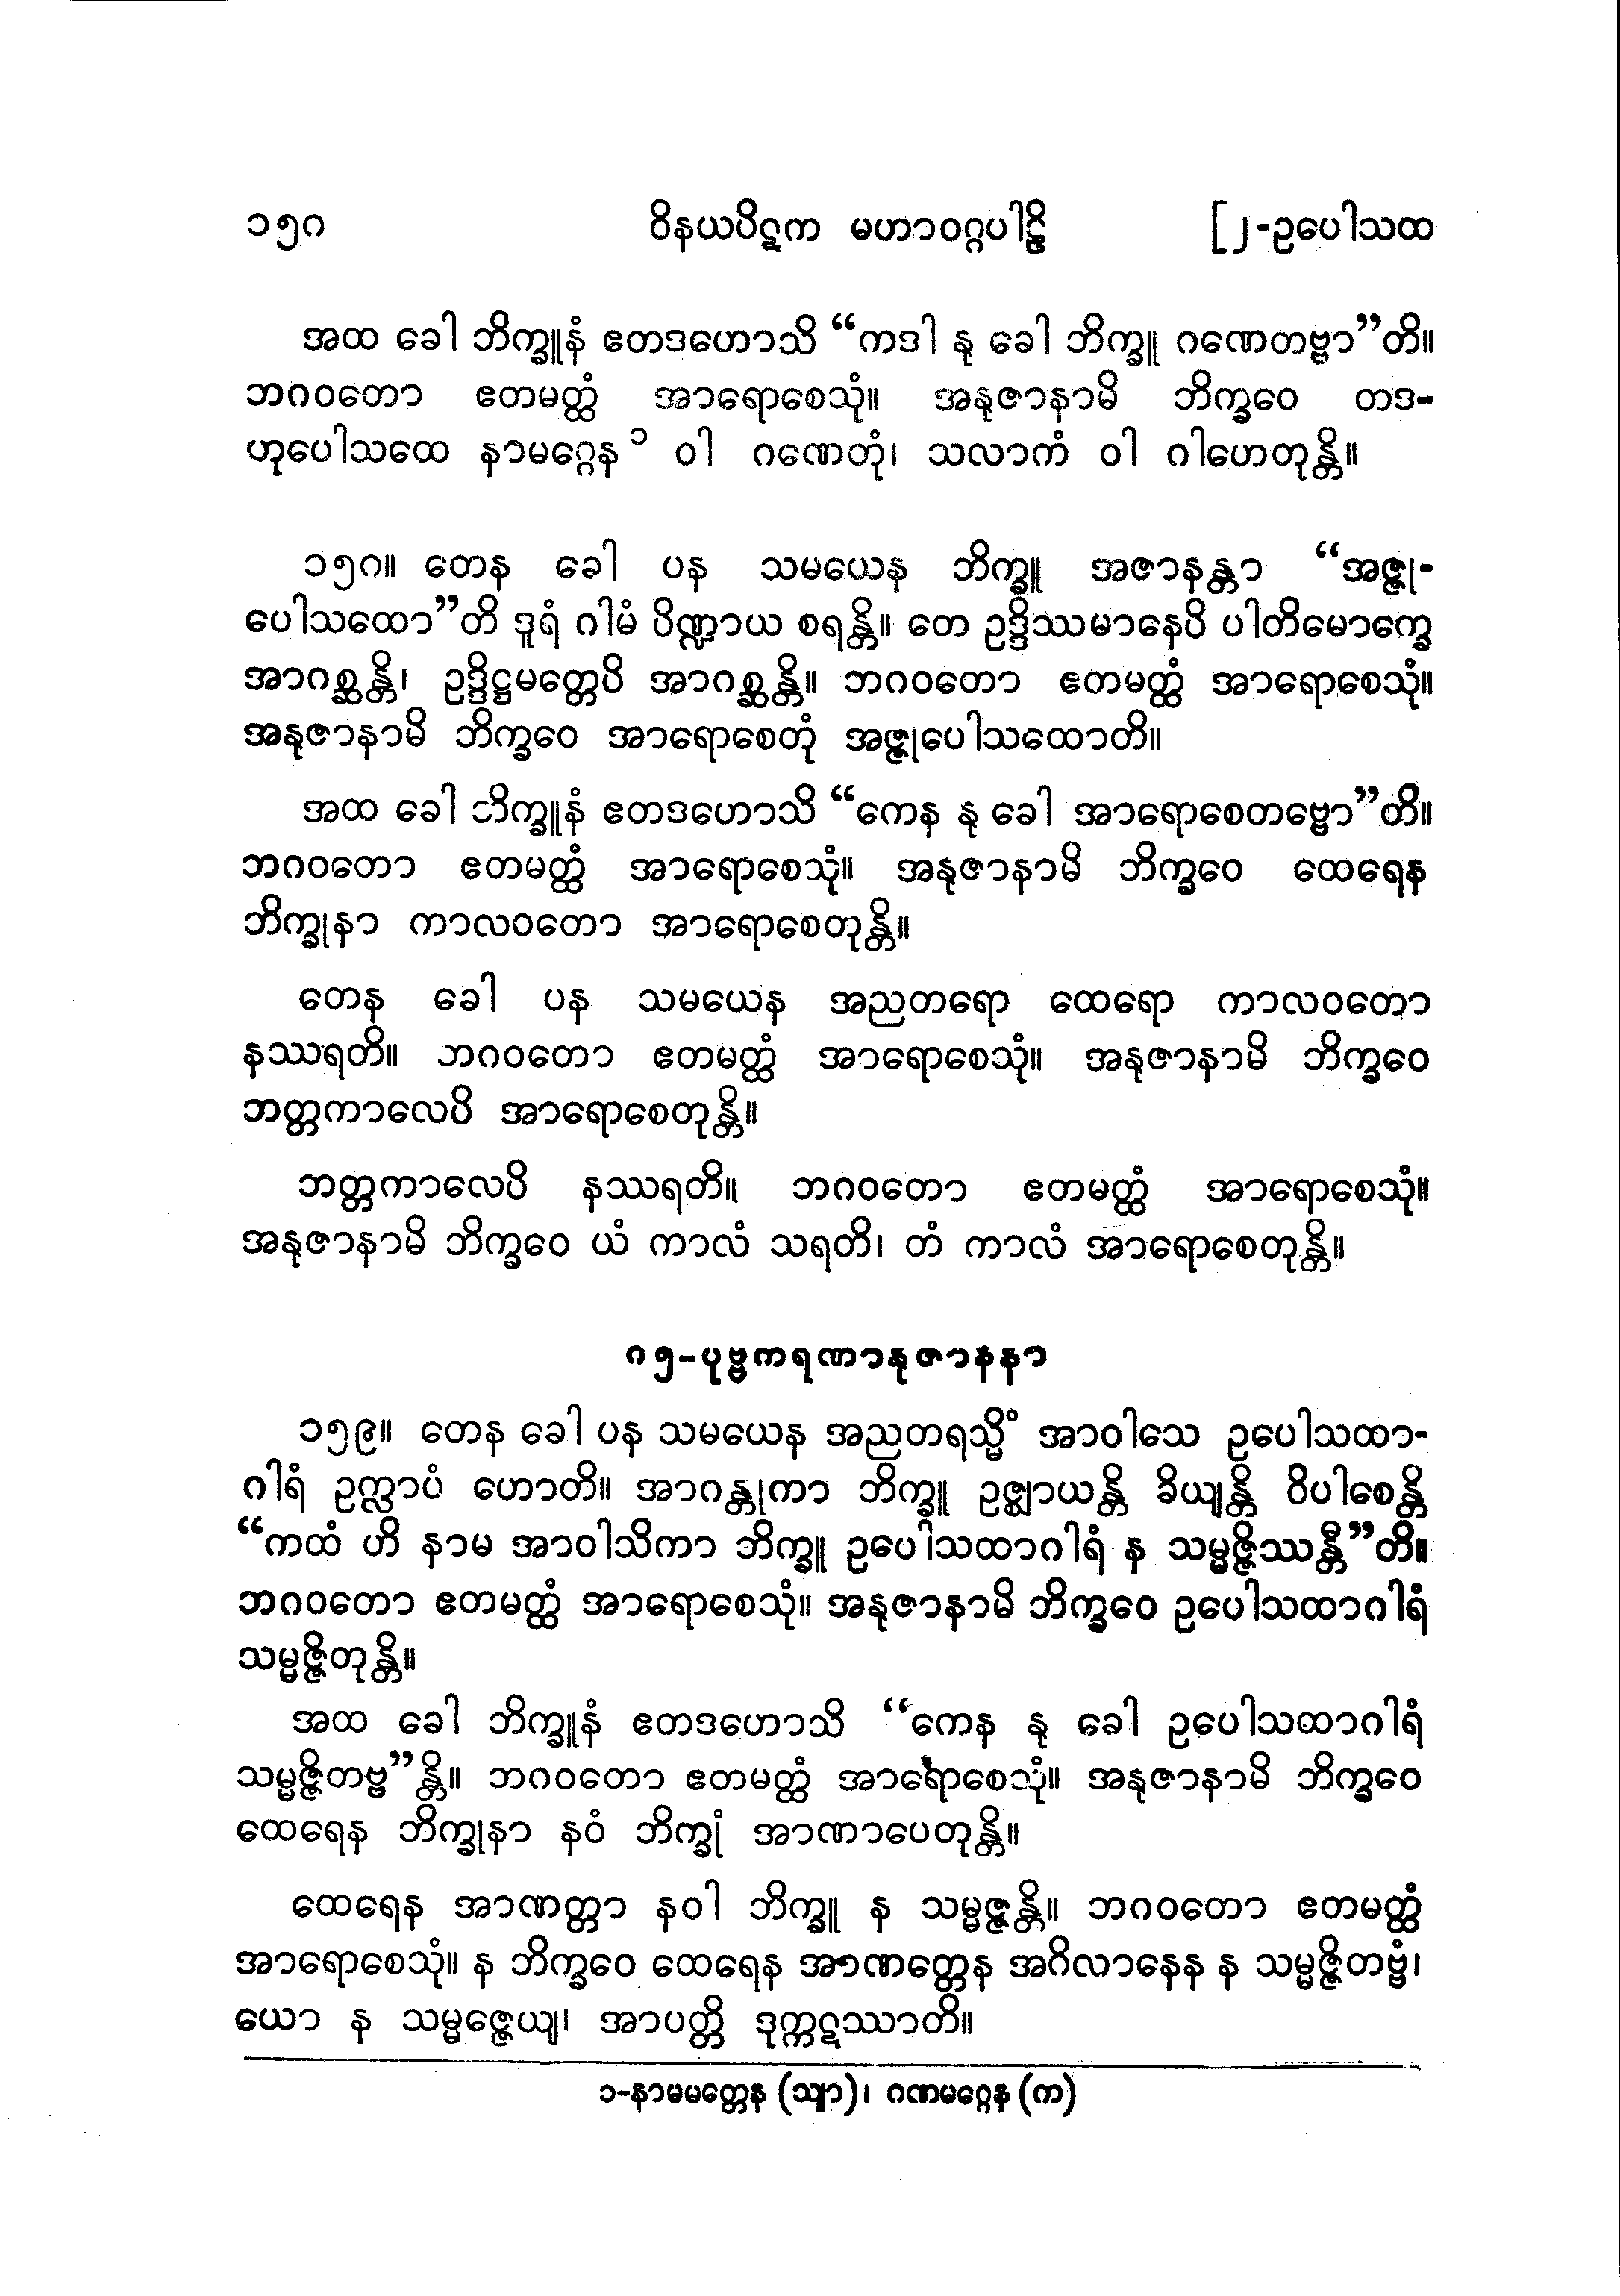 ၁၅၈ ဝိနယပိဋက မဟာဝဂ္ဂပါဠိ [၂-ဥပေါသထ
အထ ခေါ ဘိက္ခူနံ ဧတဒဟောသိ “ကဒါ နု ခေါ ဘိက္ခူ ဂဏေတဗ္ဗာ”တိ။
ဘဂဝတော ဧတမတ္ထံ အာရောစေသုံ။ အနုဇာနာမိ ဘိက္ခဝေ တဒ-
ဟုပေါသထေ နာမဂ္ဂေန ၁ ဝါ ဂဏေတုံ၊ သလာကံ ဝါ ဂါဟေတုန္တိ။
၁၅၈။ တေန ခေါ ပန သမယေန ဘိက္ခူ အဇာနန္တာ “အဇ္ဇု-
ပေါသထော”တိ ဒူရံ ဂါမံ ပိဏ္ဍာယ စရန္တိ။ တေ ဥဒ္ဒိဿမာနေပိ ပါတိမောက္ခေ
အာဂစ္ဆန္တိ၊ ဥဒ္ဒိဋ္ဌမတ္တေပိ အာဂစ္ဆန္တိ။ ဘဂဝတော ဧတမတ္ထံ အာရောစေသုံ။
အနုဇာနာမိ ဘိက္ခဝေ အာရောစေတုံ အဇ္ဇုပေါသထောတိ။
အထ ခေါ ဘိက္ခူနံ ဧတဒဟောသိ “ကေန နု ခေါ အာရောစေတဗ္ဗော”တိ။
ဘဂဝတော ဧတမတ္ထံ အာရောစေသုံ။ အနုဇာနာမိ ဘိက္ခဝေ ထေရေန
ဘိက္ခုနာ ကာလဝတော အာရောစေတုန္တိ။
တေန ခေါ ပန သမယေန အညတရော ထေရော ကာလဝတော
နဿရတိ။ ဘဂဝတော ဧတမတ္ထံ အာရောစေသုံ။ အနုဇာနာမိ ဘိက္ခဝေ
ဘတ္တကာလေပိ အာရောစေတုန္တိ။
ဘတ္တကာလေပိ နဿရတိ။ ဘဂဝတော ဧတမတ္ထံ အာရောစေသုံ။
အနုဇာနာမိ ဘိက္ခဝေ ယံ ကာလံ သရတိ၊ တံ ကာလံ အာရောစေတုန္တိ။
၈၅-ပုဗ္ဗကရဏာနုဇာနနာ
၁၅၉။ တေန ခေါ ပန သမယေန အညတရသ္မိံ အာဝါသေ ဥပေါသထာ-
ဂါရံ ဥက္လာပံ ဟောတိ။ အာဂန္တုကာ ဘိက္ခူ ဥဇ္ဈာယန္တိ ခိယျန္တိ ဝိပါစေန္တိ
“ကထံ ဟိ နာမ အာဝါသိကာ ဘိက္ခူ ဥပေါသထာဂါရံ န သမ္မဇ္ဇိဿန္တီ”တိ။
ဘဂဝတော ဧတမတ္ထံ အာရောစေသုံ။ အနုဇာနာမိ ဘိက္ခဝေ ဥပေါသထာဂါရံ
သမ္မဇ္ဇိတုန္တိ။
အထ ခေါ ဘိက္ခူနံ ဧတဒဟောသိ “ကေန နု ခေါ ဥပေါသထာဂါရံ
သမ္မဇ္ဇိတဗ္ဗ”န္တိ။ ဘဂဝတော ဧတမတ္ထံ အာရောစေသုံ။ အနုဇာနာမိ ဘိက္ခဝေ
ထေရေန ဘိက္ခုနာ နဝံ ဘိက္ခုံ အာဏာပေတုန္တိ။
ထေရေန အာဏတ္တာ နဝါ ဘိက္ခူ န သမ္မဇ္ဇန္တိ။ ဘဂဝတော ဧတမတ္ထံ
အာရောစေသုံ။ န ဘိက္ခဝေ ထေရေန အာဏတ္တေန အဂိလာနေန န သမ္မဇ္ဇိတဗ္ဗံ၊
ယော န သမ္မဇ္ဇေယျ၊ အာပတ္တိ ဒုက္ကဋဿာတိ။
၁-နာမမတ္တေန (သျာ)၊ ဂဏမဂ္ဂေန (က)